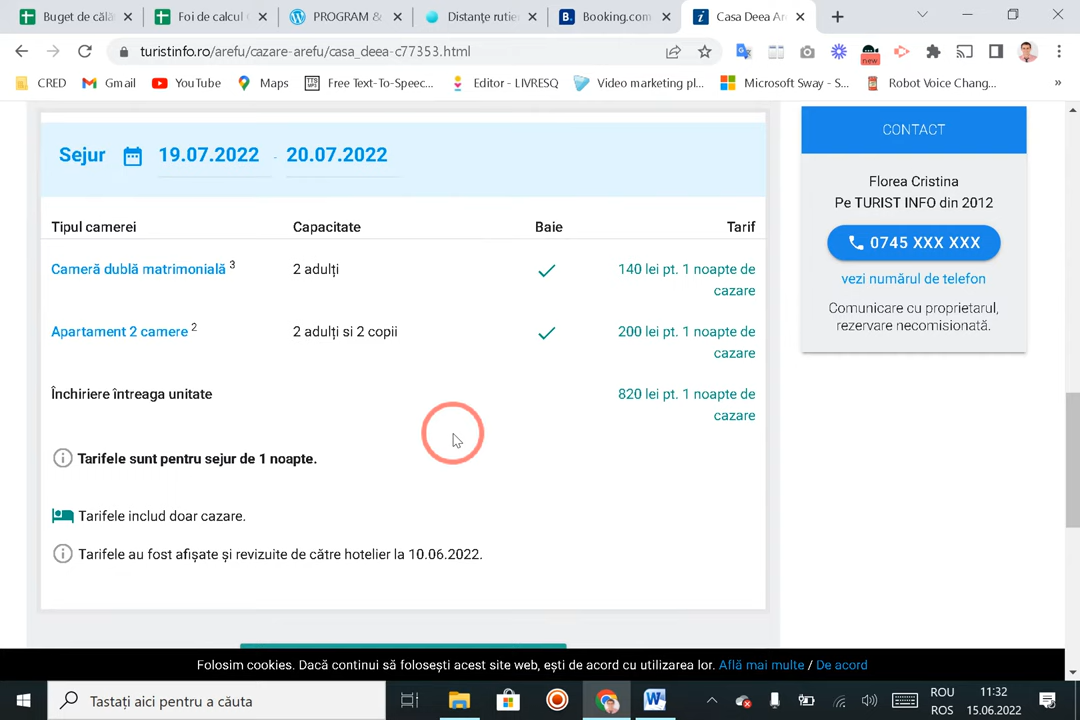 Buget de călă
Foi de calcul
PROGRAM &
Distanțe rutie
Booking.com
Casa Deea Ar
turistinfo.ro/arefu/cazare-arefu/casa_deea-c77353.html
new
CRED
Gmail
YouTube
Maps
Free Text-To-Speec...
Editor - LIVRESQ
Video marketing pl...
Microsoft Sway - S...
Robot Voice Chang...
»
Sejur 19.07.2022 - 20.07.2022
Tipul camerei Capacitate Baie Tarif
Cameră dublă matrimonială 3 2 adulți 140 lei pt. 1 noapte de
cazare
Apartament 2 camere 2 2 adulți si 2 copii 200 lei pt. 1 noapte de
cazare
Închiriere întreaga unitate 820 lei pt. 1 noapte de
cazare
Tarifele sunt pentru sejur de 1 noapte.
Tarifele includ doar cazare.
Tarifele au fost afișate și revizuite de către hotelier la 10.06.2022.
CONTACT
Florea Cristina
Pe TURIST INFO din 2012
0745 XXX XXX
vezi numărul de telefon
Comunicare cu proprietarul,
rezervare necomisionată.
Folosim cookies. Dacă continui să folosești acest site web, ești de acord cu utilizarea lor. Află mai multe / De acord
Tastați aici pentru a căuta
ROU
ROS
11:32
15.06.2022